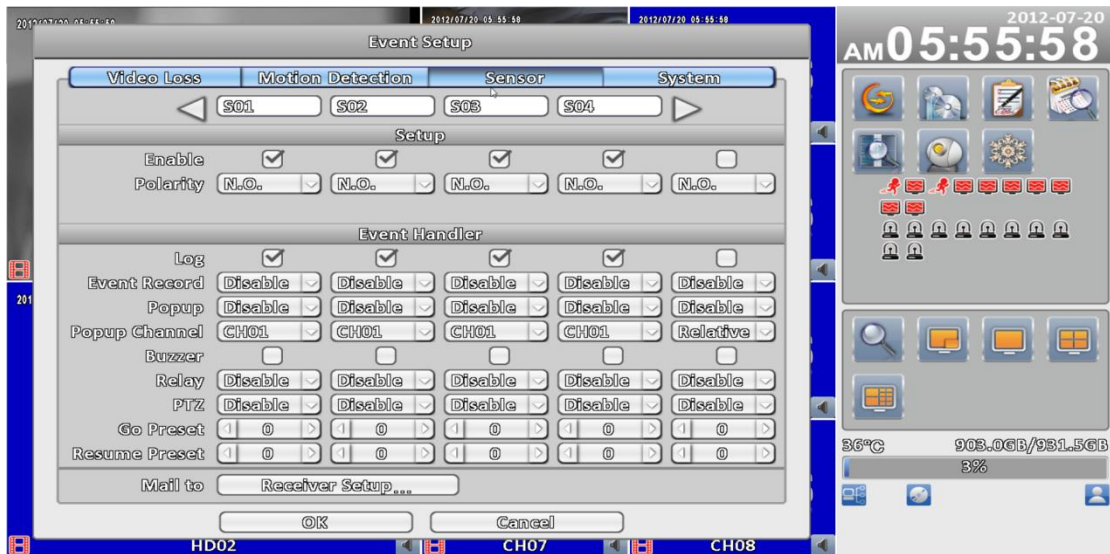 2012/07/20 05:55:58
2012/07/20 05:55:58
2012-07-20
AM05:55:58
Event Setup
Video Loss Motion Detection Sensor System
S01 S02 S03 S04
Setup
Enable
Polarity N.O. N.O. N.O. N.O. N.O.
Event Handler
Log
Event Record Disable Disable Disable Disable Disable
Popup Disable Disable Disable Disable Disable
Popup Channel CH01 CH01 CH01 CH01 Relative
Buzzer
Relay Disable Disable Disable Disable Disable
PTZ Disable Disable Disable Disable Disable
Go Preset 0 0 0 0 0
Resume Preset 0 0 0 0 0
Mail to Receiver Setup...
OK Cancel
201
HD02 CH07 CH08
36°C 903.0GB/931.5GB
3%